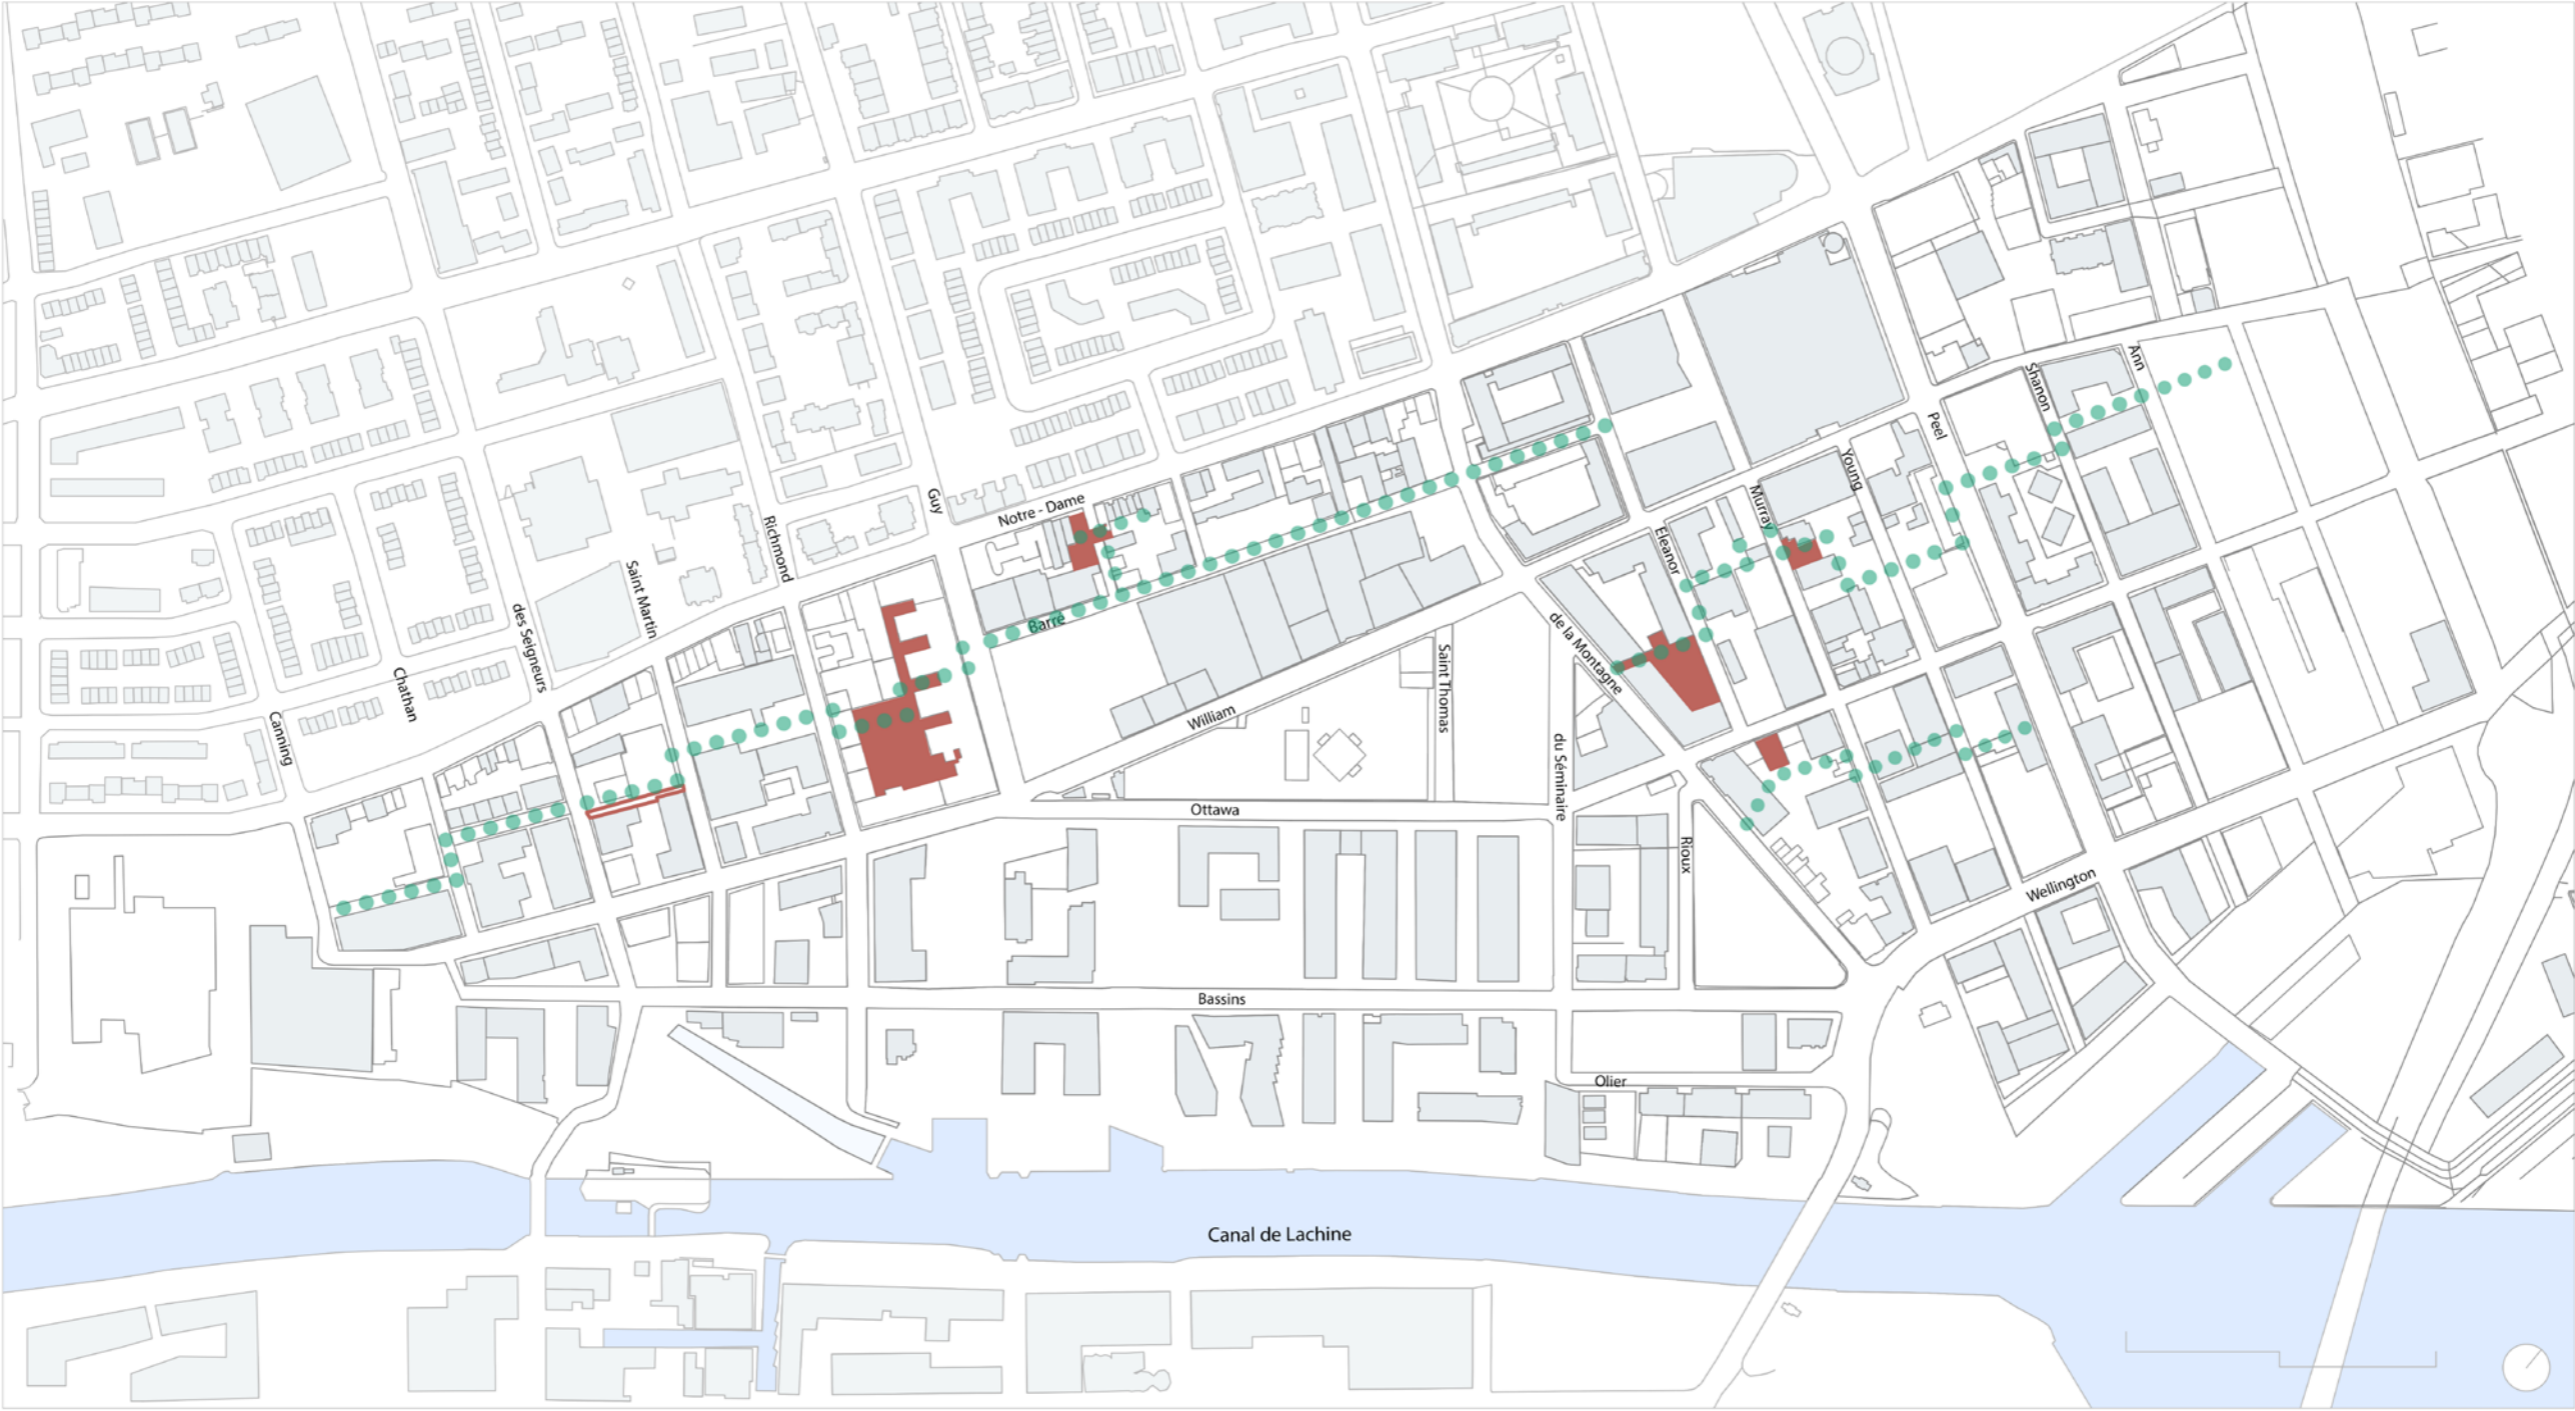 Ann
Shanon
Peel
Young
Murray
Guy
Notre - Dame
Richmond
Eleanor
Saint Martin
des Seigneurs
Barré
de la Montagne
Chathan
Saint Thomas
Canning
William
du Séminaire
Ottawa
Rioux
Wellington
Bassins
Olier
Canal de Lachine